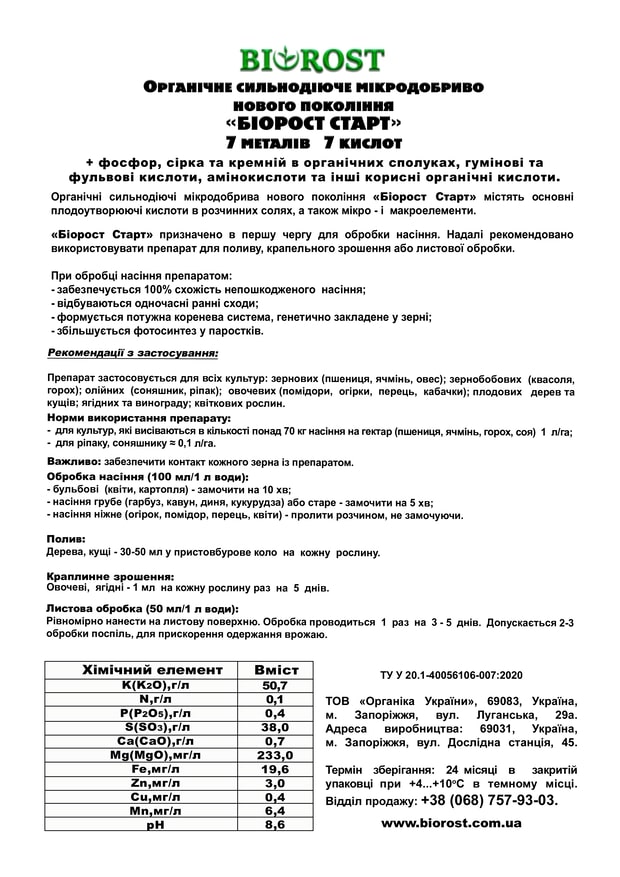 BIOROST
Органічне сильнодіюче мікродобриво
нового покоління
«БІОРОСТ СТАРТ»
7 металів 7 кислот
+ фосфор, сірка та кремній в органічних сполуках, гумінові та
фульвові кислоти, амінокислоти та інші корисні органічні кислоти.
Органічні сильнодіючі мікродобрива нового покоління «Біорост Старт» містять основні
плодоутворюючі кислоти в розчинних солях, а також мікро - і макроелементи.
«Біорост Старт» призначено в першу чергу для обробки насіння. Надалі рекомендовано
використовувати препарат для поливу, крапельного зрошення або листової обробки.
При обробці насіння препаратом:
- забезпечується 100% схожість непошкодженого насіння;
- відбуваються одночасні ранні сходи;
- формується потужна коренева система, генетично закладене у зерні;
- збільшується фотосинтез у паростків.
Рекомендації з застосування:
Препарат застосовується для всіх культур: зернових (пшениця, ячмінь, овес); зернобобових (квасоля,
горох); олійних (соняшник, ріпак); овочевих (помідори, огірки, перець, кабачки); плодових дерев та
кущів; ягідних та винограду; квіткових рослин.
Норми використання препарату:
- для культур, які висіваються в кількості понад 70 кг насіння на гектар (пшениця, ячмінь, горох, соя) 1 л/га;
- для ріпаку, соняшнику ≈ 0,1 л/га.
Важливо: забезпечити контакт кожного зерна із препаратом.
Обробка насіння (100 мл/1 л води):
- бульбові (квіти, картопля) - замочити на 10 хв;
- насіння грубе (гарбуз, кавун, диня, кукурудза) або старе - замочити на 5 хв;
- насіння ніжне (огірок, помідор, перець, квіти) - пролити розчином, не замочуючи.
Полив:
Дерева, кущі - 30-50 мл у пристовбурове коло на кожну рослину.
Краплинне зрошення:
Овочеві, ягідні - 1 мл на кожну рослину раз на 5 днів.
Листова обробка (50 мл/1 л води):
Рівномірно нанести на листову поверхню. Обробка проводиться 1 раз на 3 - 5 днів. Допускається 2-3
обробки поспіль, для прискорення одержання врожаю.
Хімічний елемент Вміст
K(K2O),г/л 50,7
N,г/л 0,1
P(P2O5),г/л 0,4
S(SO3),г/л 38,0
Ca(CaO),г/л 0,7
Mg(MgO),мг/л 233,0
Fe,мг/л 19,6
Zn,мг/л 3,0
Cu,мг/л 0,4
Mn,мг/л 6,4
pH 8,6
ТУ У 20.1-40056106-007:2020
ТОВ «Органіка України», 69083, Україна,
м. Запоріжжя, вул. Луганська, 29а.
Адреса виробництва: 69031, Україна,
м. Запоріжжя, вул. Дослідна станція, 45.
Термін зберігання: 24 місяці в закритій
упаковці при +4...+10°С в темному місці.
Відділ продажу: +38 (068) 757-93-03.
www.biorost.com.ua